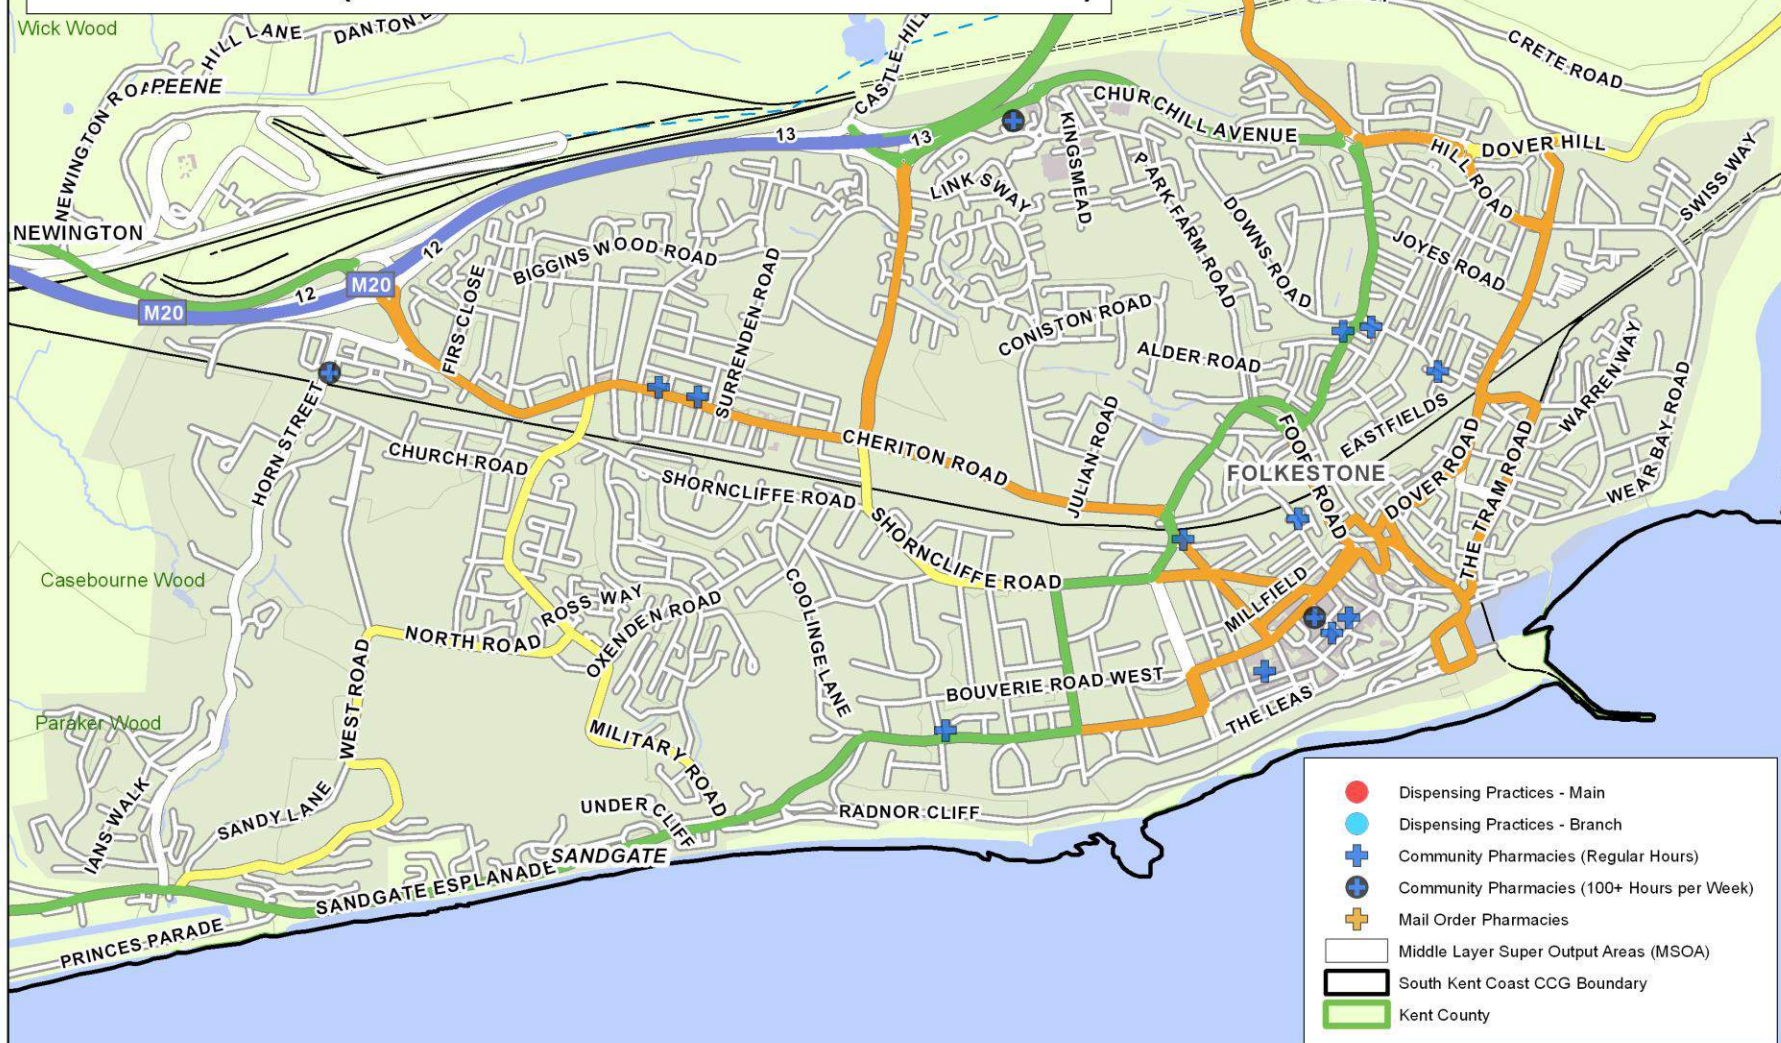 Wick Wood
HILL LANE
DANTON
CASTLE HILL
CRETE ROAD
NEWINGTON ROA
PEENE
CHURCHILL AVENUE
13
13
KINGSMEAD
HILL ROAD
DOVER HILL
SWISS WAY
LINKSWAY
PARK FARM ROAD
DOWNS ROAD
NEWINGTON
JOYES ROAD
12
BIGGINS WOOD ROAD
M20
12
M20
FIRS CLOSE
SURRENDEN ROAD
CONISTON ROAD
ALDER ROAD
WARREN WAY
WEAR BAY ROAD
HORN STREET
CHURCH ROAD
CHERITON ROAD
JULIAN ROAD
EASTFIELDS
FOORD ROAD
FOLKESTONE
DOVER ROAD
THE TRAM ROAD
SHORNCLIFFE ROAD
SHORNCLIFFE ROAD
Casebourne Wood
COOLINGE LANE
ROSS WAY
OXENDEN ROAD
MILLFIELD
NORTH ROAD
WEST ROAD
BOUVERIE ROAD WEST
THE LEAS
Paraker Wood
MILITARY ROAD
IANS WALK
SANDY LANE
UNDERCLIFF
RADNOR CLIFF
SANDGATE
SANDGATE ESPLANADE
PRINCES PARADE
Dispensing Practices - Main
Dispensing Practices - Branch
Community Pharmacies (Regular Hours)
Community Pharmacies (100+ Hours per Week)
Mail Order Pharmacies
Middle Layer Super Output Areas (MSOA)
South Kent Coast CCG Boundary
Kent County